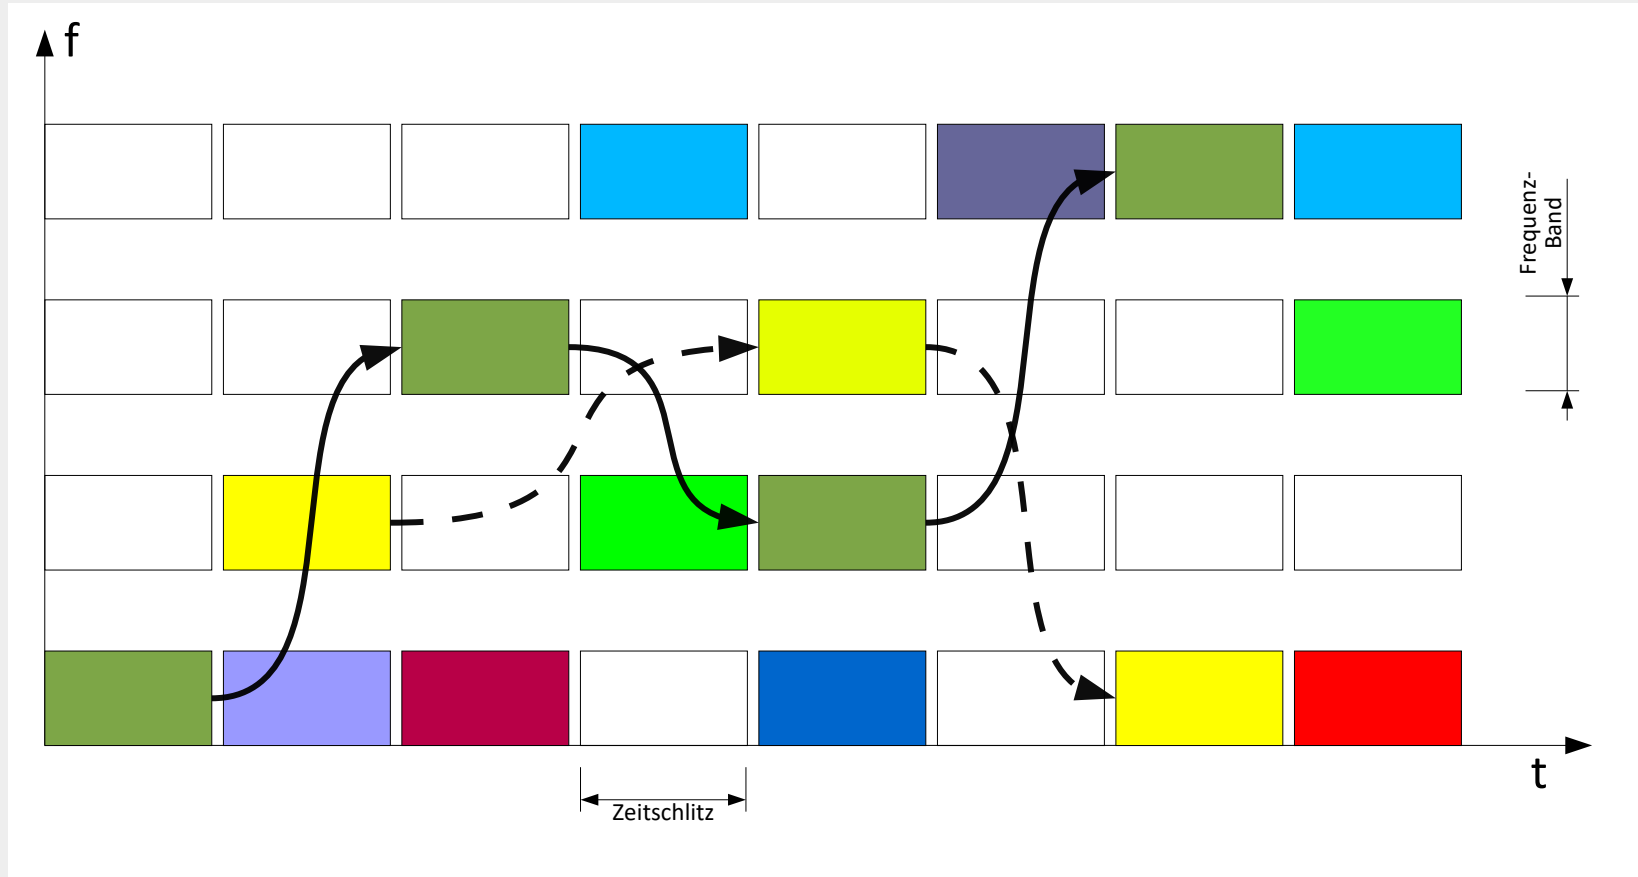 f
Frequenz-
Band
t
Zeitschlitz